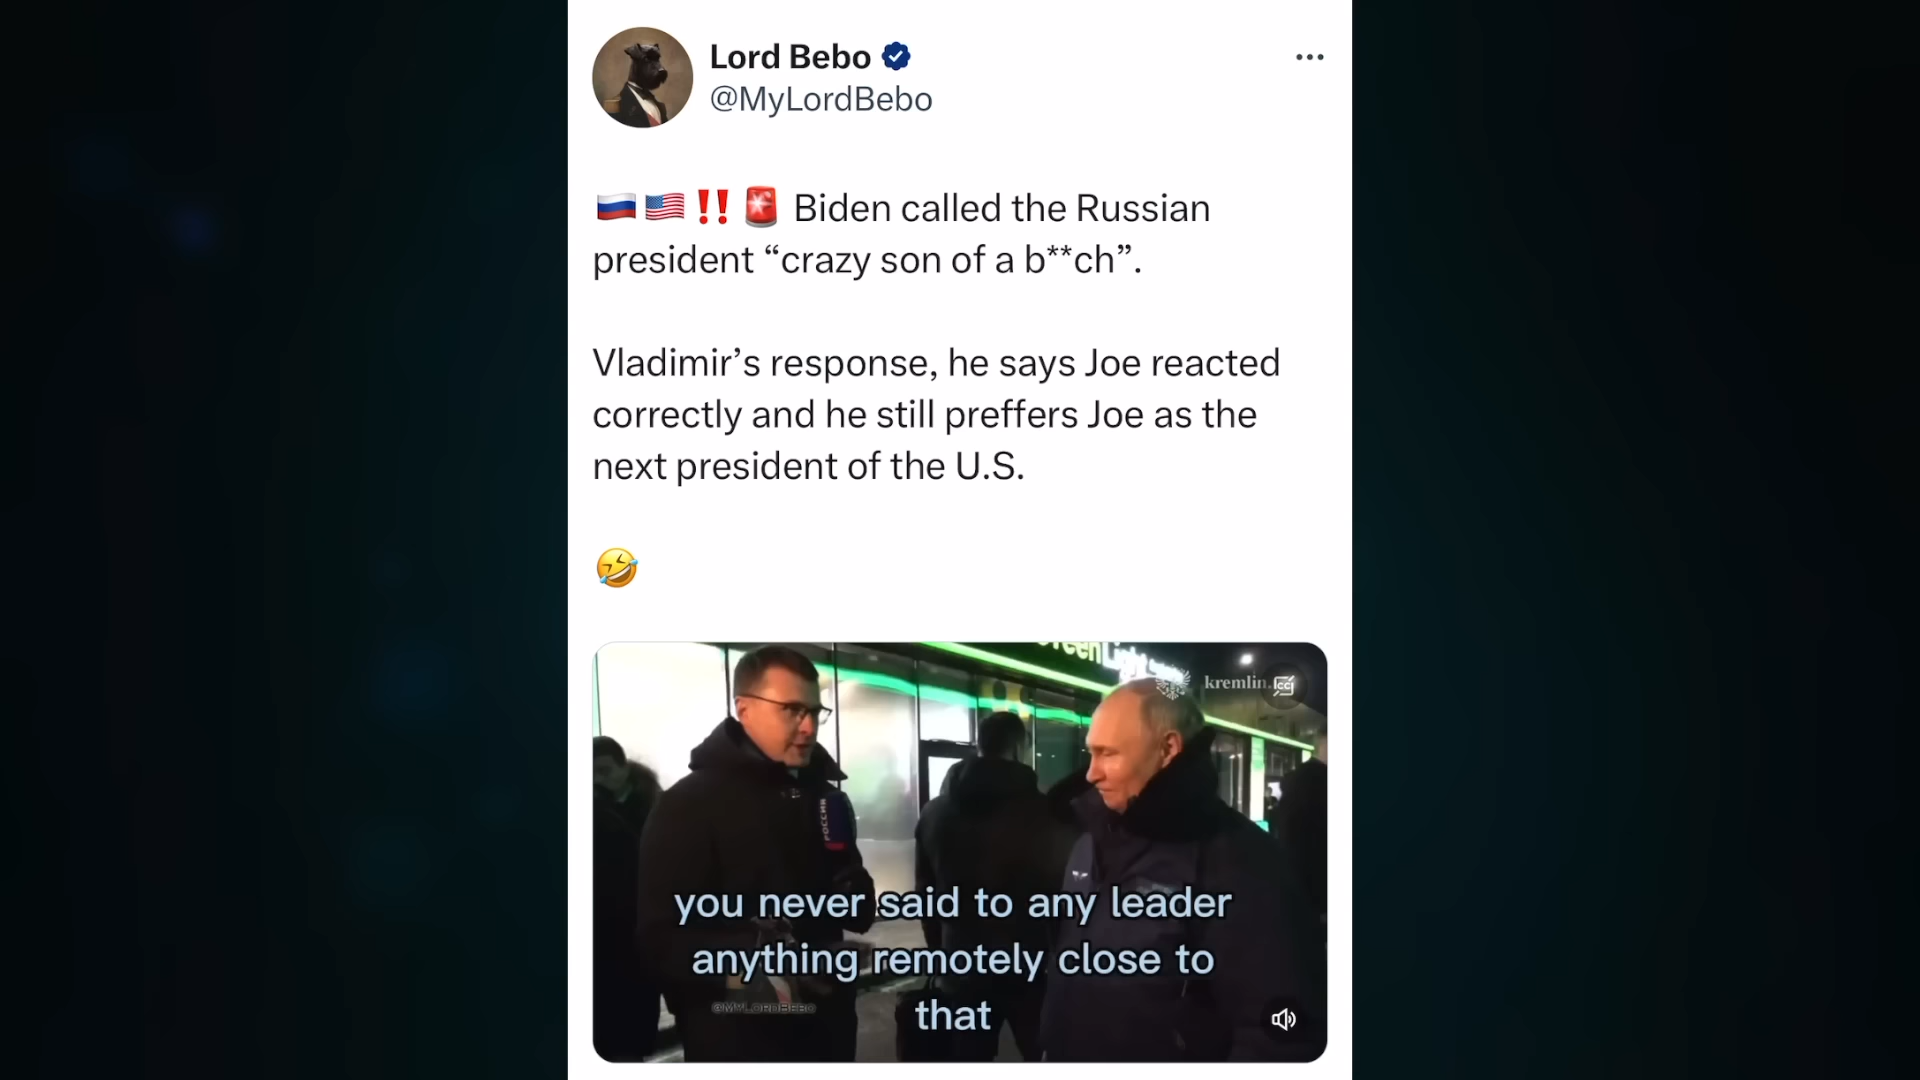 Lord Bebo
@MyLordBebo
🇷🇺🇺🇸‼️🚨 Biden called the Russian
president “crazy son of a b**ch”.
Vladimir’s response, he says Joe reacted
correctly and he still preffers Joe as the
next president of the U.S.
🤣
kremlin.
РОССИЯ
you never said to any leader
anything remotely close to
that
@MYLORDBEBO